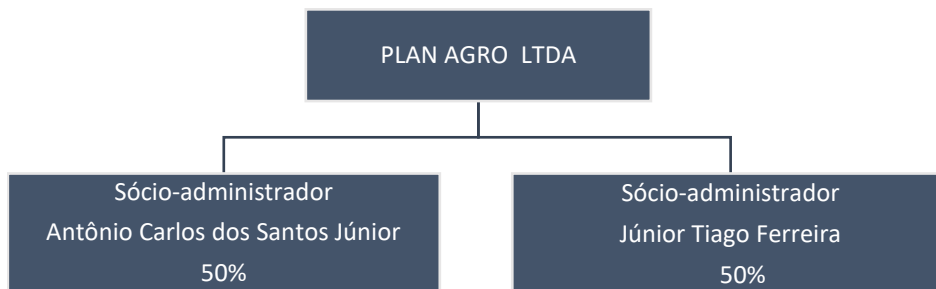 PLAN AGRO LTDA
Sócio-administrador
Antônio Carlos dos Santos Júnior
50%
Sócio-administrador
Júnior Tiago Ferreira
50%